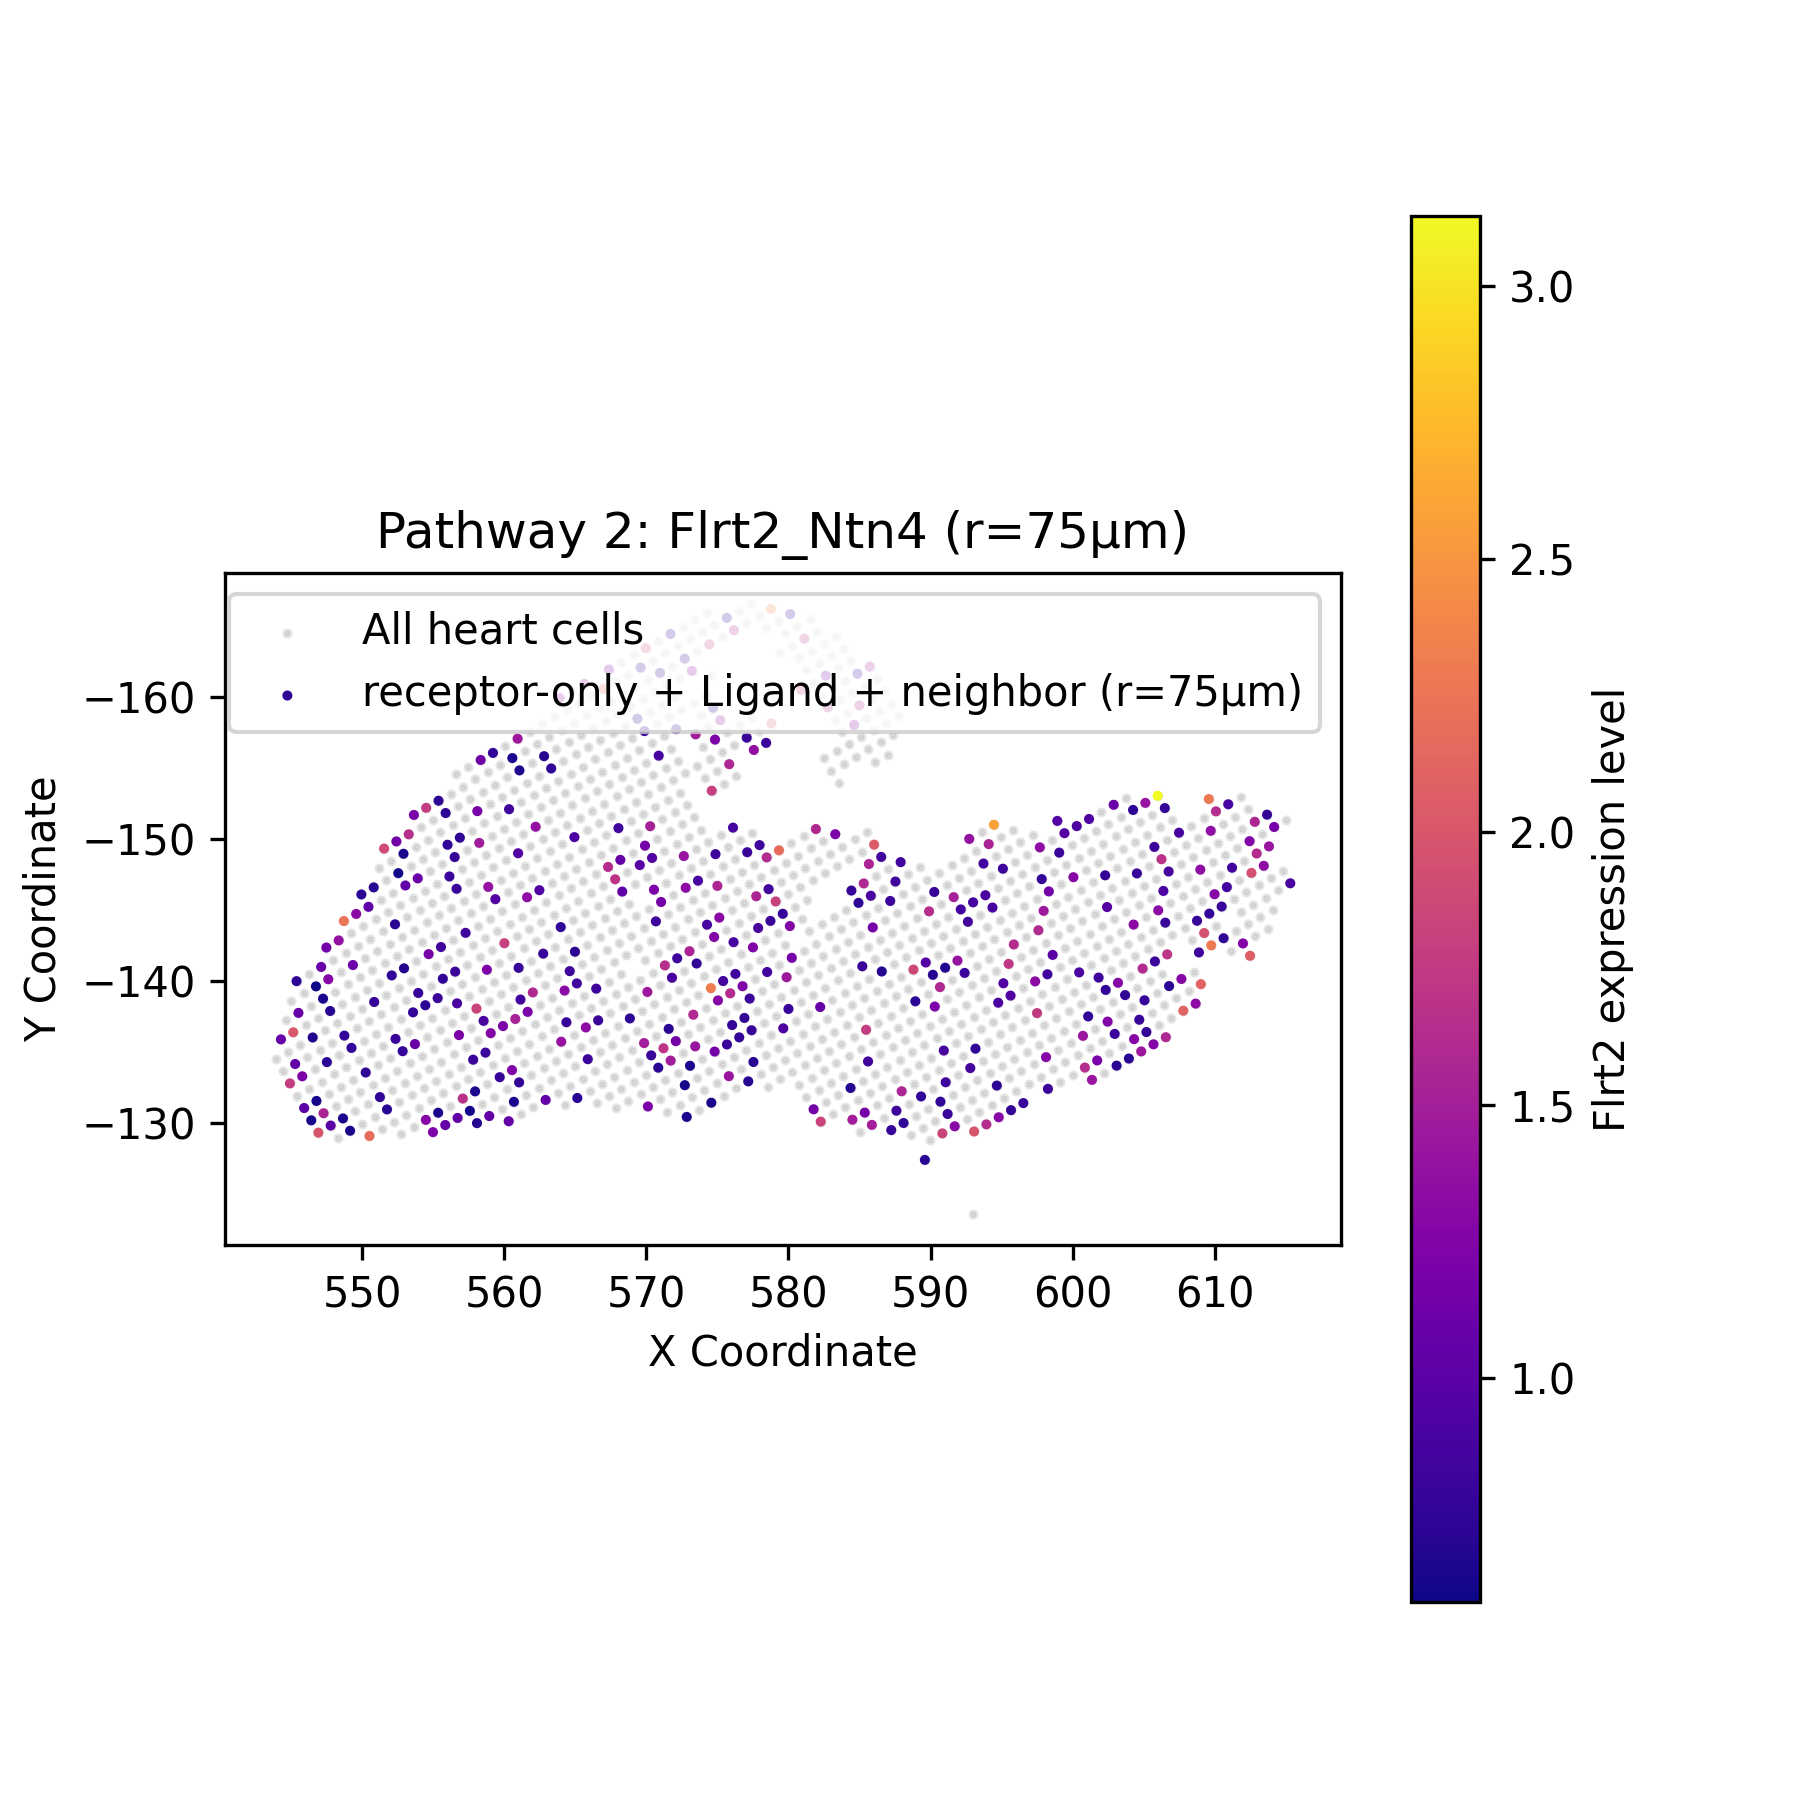 Pathway 2: Flrt2_Ntn4 (r=75μm)
All heart cells
receptor-only + Ligand + neighbor (r=75μm)
−160
−150
−140
−130
Y Coordinate
550 560 570 580 590 600 610
X Coordinate
3.0
2.5
2.0
1.5
1.0
Flrt2 expression level